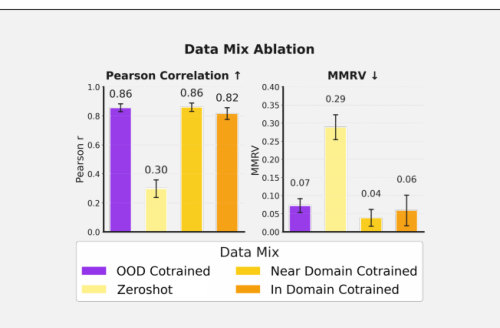 Data Mix Ablation
Pearson Correlation ↑
Pearson r
1.0
0.8
0.6
0.4
0.2
0.0
0.86
0.30
0.86
0.82
MMRV ↓
MMRV
0.40
0.35
0.30
0.25
0.20
0.15
0.10
0.05
0.00
0.07
0.29
0.04
0.06
Data Mix
OOD Cotrained
Zeroshot
Near Domain Cotrained
In Domain Cotrained